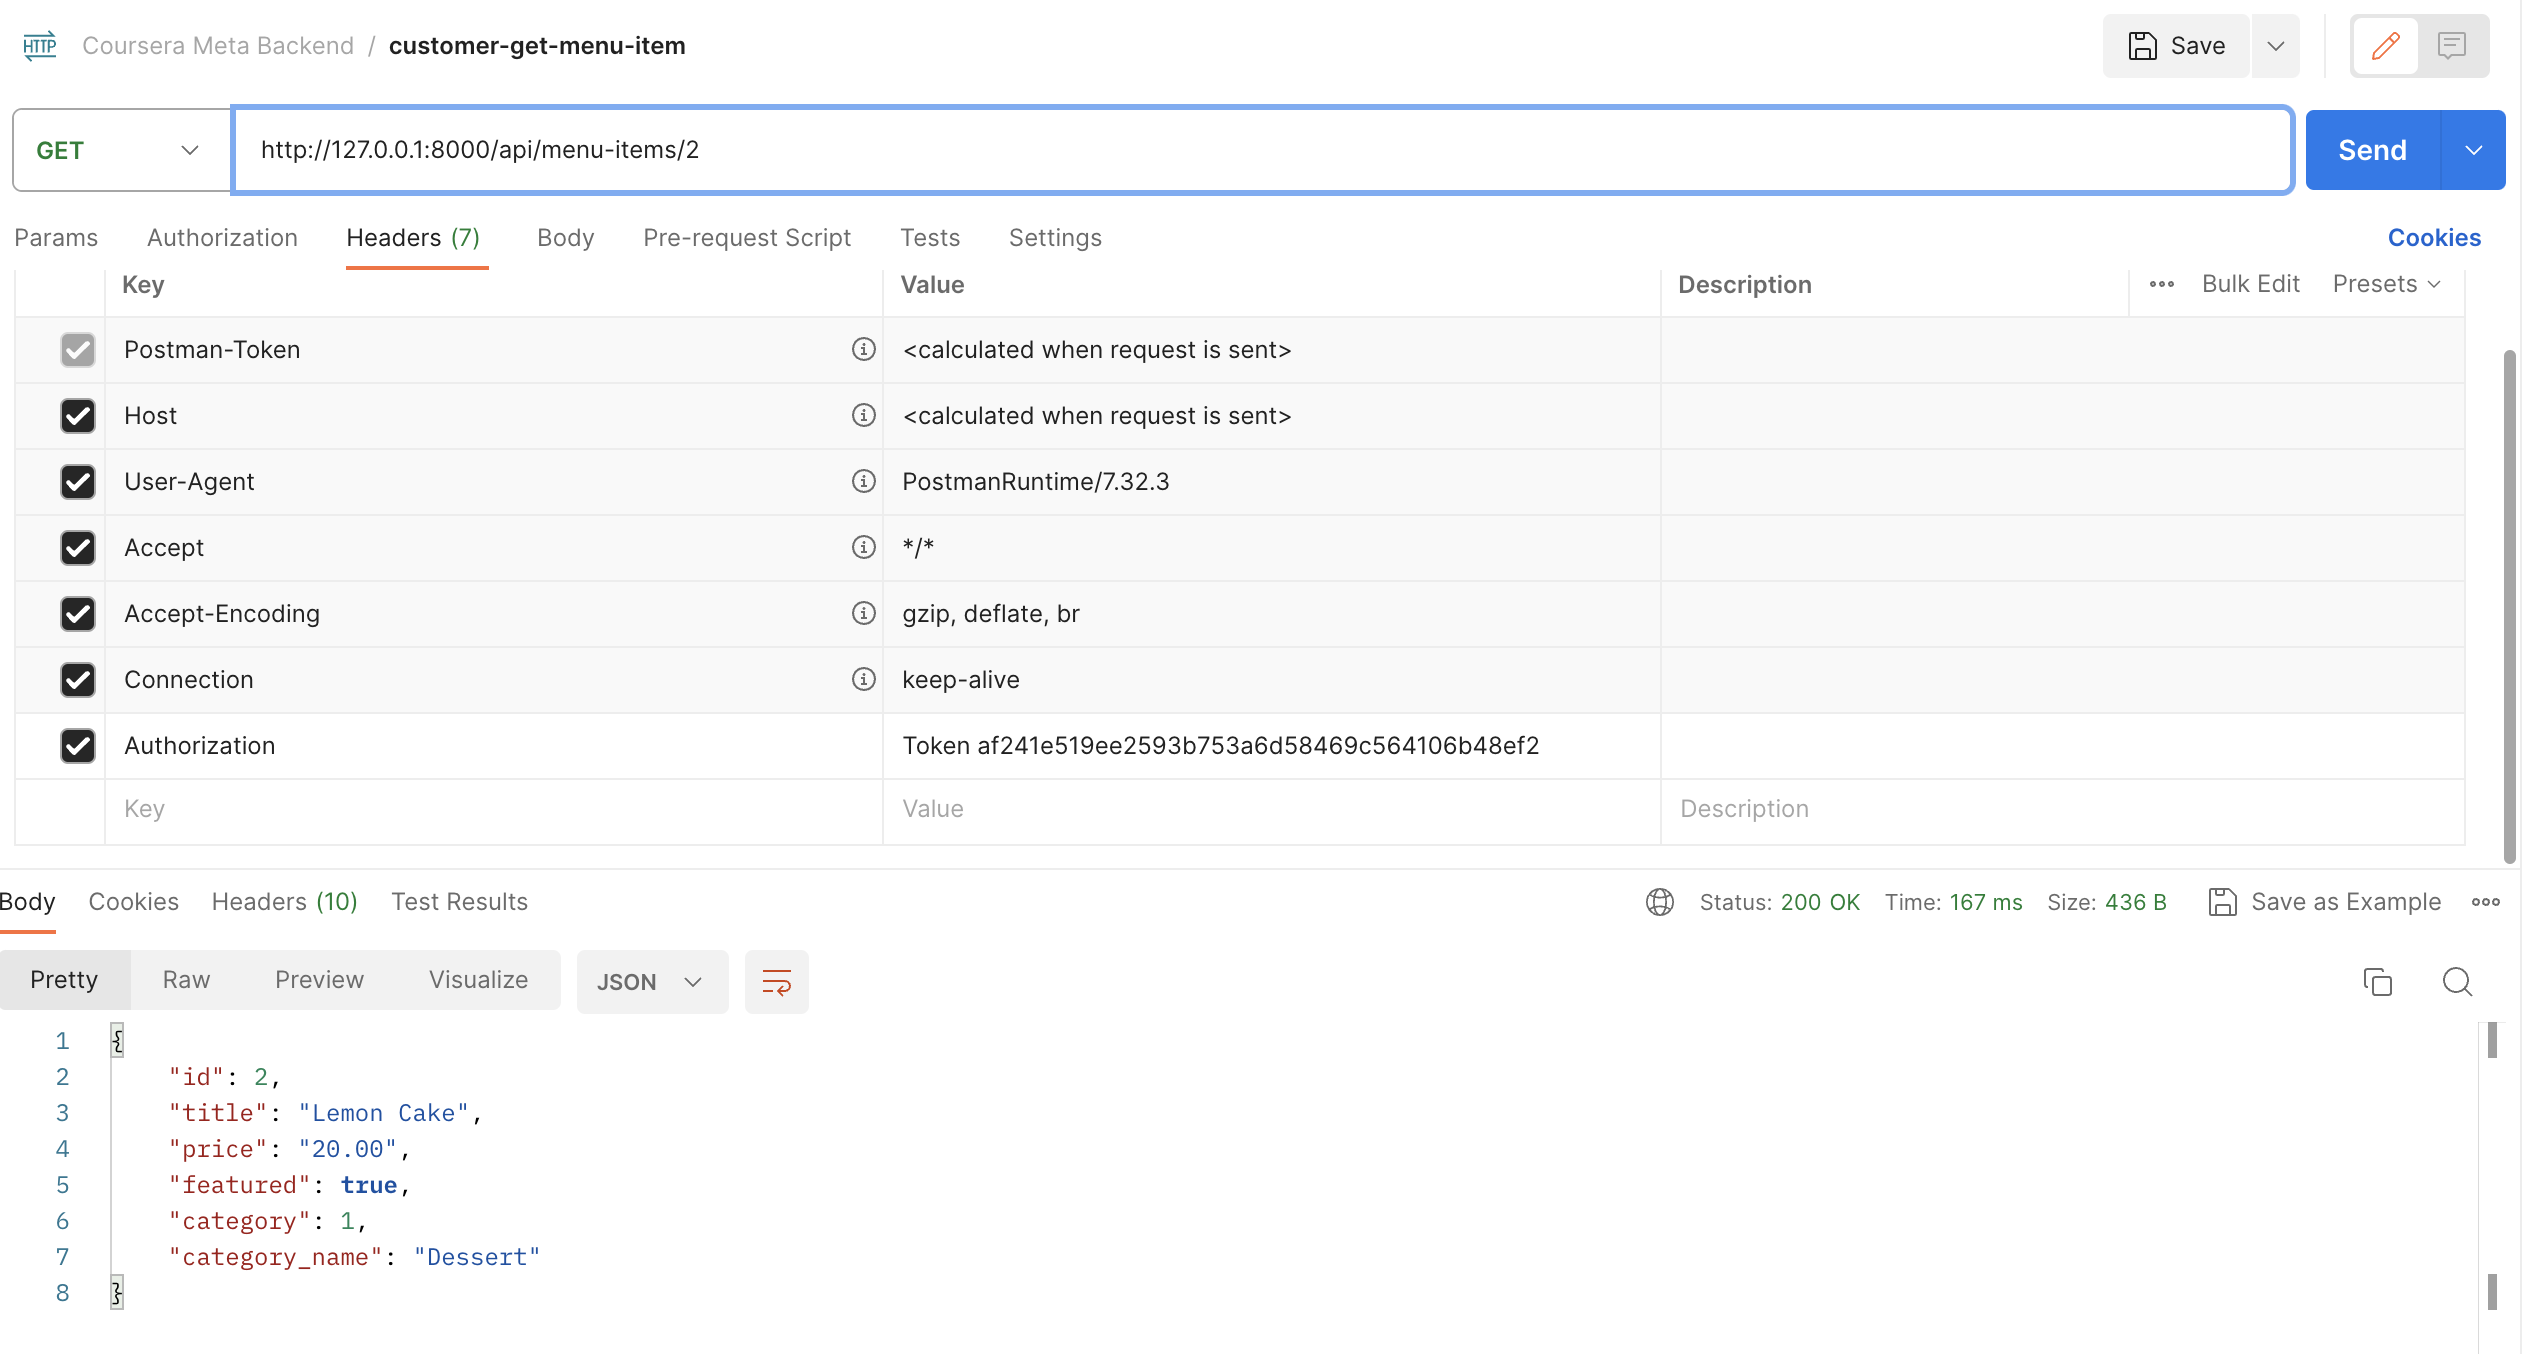 HTTP Coursera Meta Backend / customer-get-menu-item Save
GET http://127.0.0.1:8000/api/menu-items/2 Send
Params Authorization Headers (7) Body Pre-request Script Tests Settings Cookies
Key Value Description Bulk Edit Presets
Postman-Token <calculated when request is sent>
Host <calculated when request is sent>
User-Agent PostmanRuntime/7.32.3
Accept */*
Accept-Encoding gzip, deflate, br
Connection keep-alive
Authorization Token af241e519ee2593b753a6d58469c564106b48ef2
Key Value Description
Body Cookies Headers (10) Test Results Status: 200 OK Time: 167 ms Size: 436 B Save as Example
Pretty Raw Preview Visualize JSON
1 {
2 "id": 2,
3 "title": "Lemon Cake",
4 "price": "20.00",
5 "featured": true,
6 "category": 1,
7 "category_name": "Dessert"
8 }